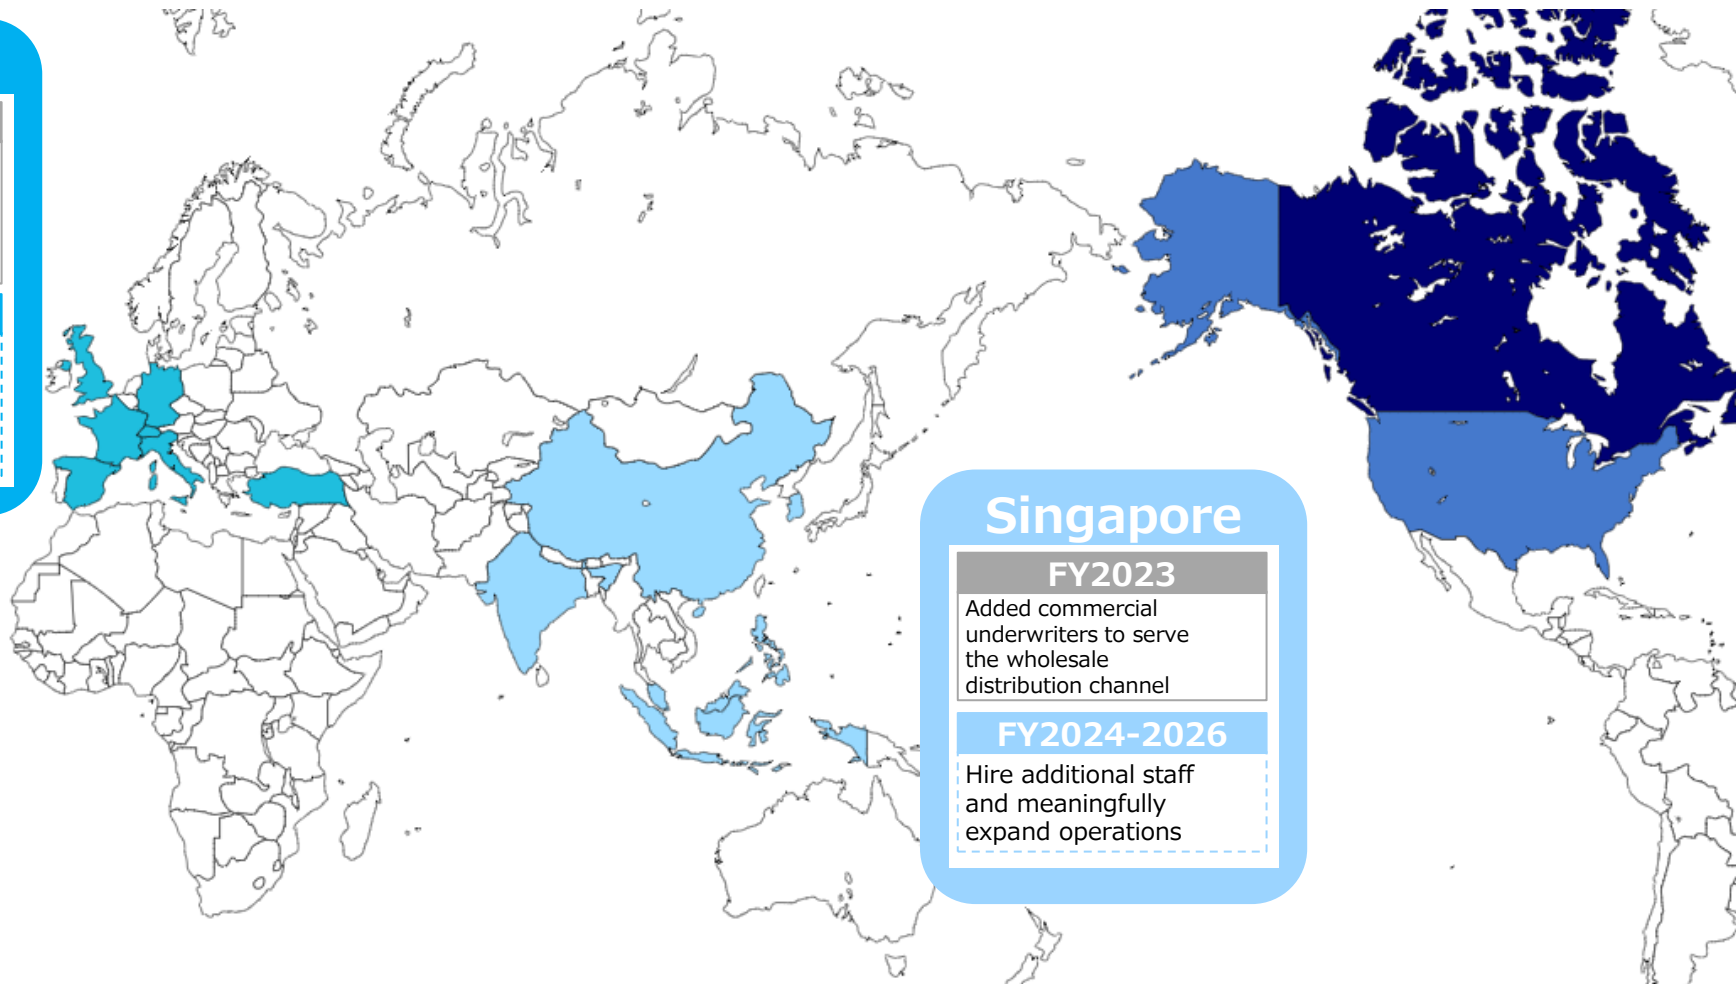 Singapore
FY2023
Added commercial
underwriters to serve
the wholesale
distribution channel
FY2024-2026
Hire additional staff
and meaningfully
expand operations